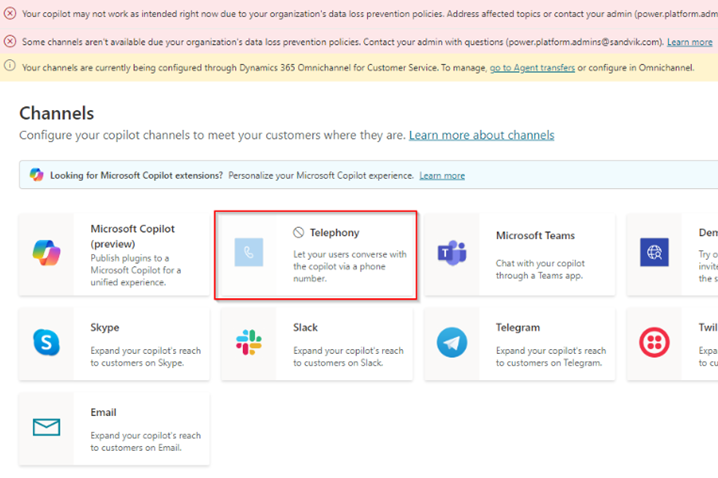 Your copilot may not work as intended right now due to your organization's data loss prevention policies. Address affected topics or contact your admin (power.platform.adm
Some channels aren't available due your organization's data loss prevention policies. Contact your admin with questions (power.platform.admins@sandvik.com). Learn more
Your channels are currently being configured through Dynamics 365 Omnichannel for Customer Service. To manage, go to Agent transfers or configure in Omnichannel.
Channels
Configure your copilot channels to meet your customers where they are. Learn more about channels
Looking for Microsoft Copilot extensions? Personalize your Microsoft Copilot experience. Learn more
Microsoft Copilot
(preview)
Publish plugins to a
Microsoft Copilot for a
unified experience.
Telephony
Let your users converse with
the copilot via a phone
number.
Microsoft Teams
Chat with your copilot
through a Teams app.
Dem
Try o
invite
the s
Skype
Expand your copilot's reach
to customers on Skype.
Slack
Expand your copilot's reach
to customers on Slack.
Telegram
Expand your copilot's reach
to customers on Telegram.
Twil
Expa
to cu
Email
Expand your copilot's reach
to customers on Email.